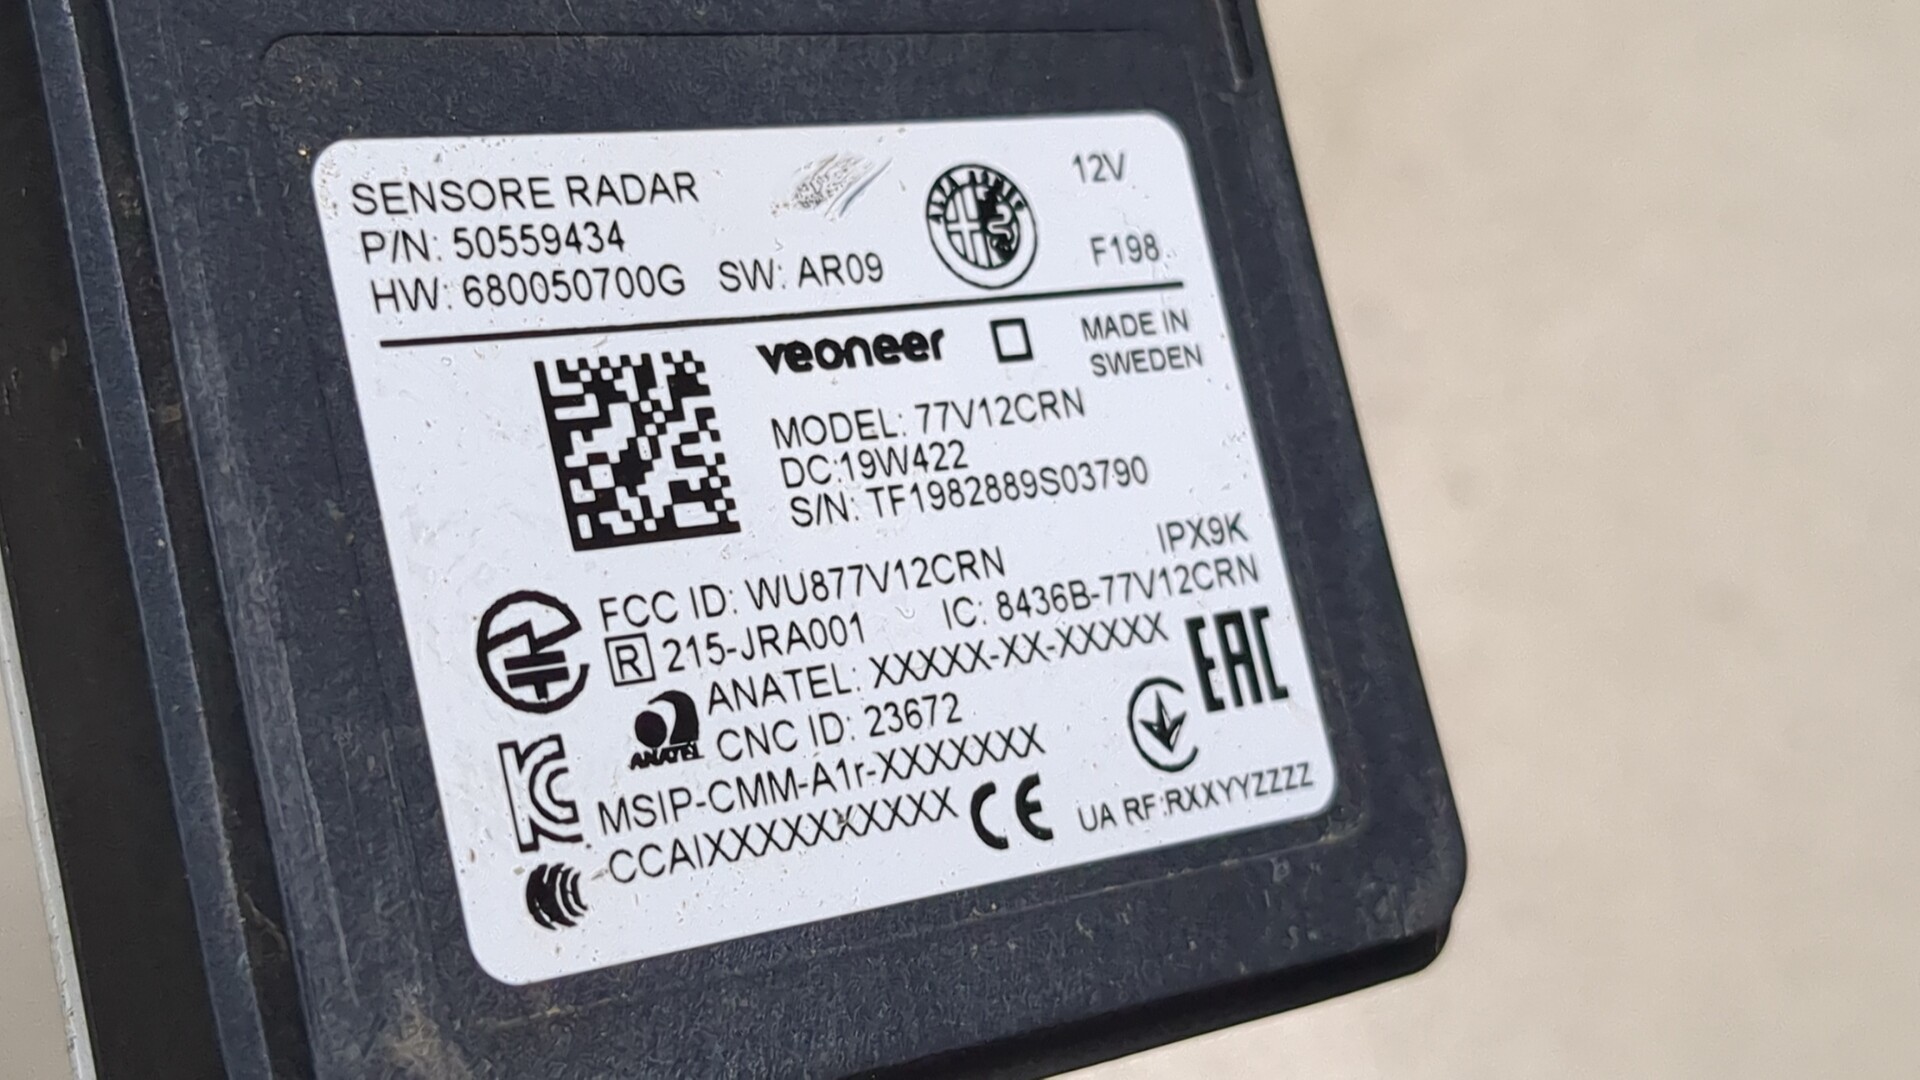 SENSORE RADAR
12V
P/N: 50559434
HW: 680050700G SW: AR09
F198
veoneer
MADE IN
SWEDEN
MODEL: 77V12CRN
DC:19W422
S/N: TF1982889S03790
IPX9K
FCC ID: WU877V12CRN
IC: 8436B-77V12CRN
R 215-JRA001
ANATEL: XXXXX-XX-XXXXX
EAC
ANATEL
CNC ID: 23672
MSIP-CMM-A1r-XXXXXXX
CCAIXXXXXXXXXX
CE
UA RF:RXXYYZZZZ